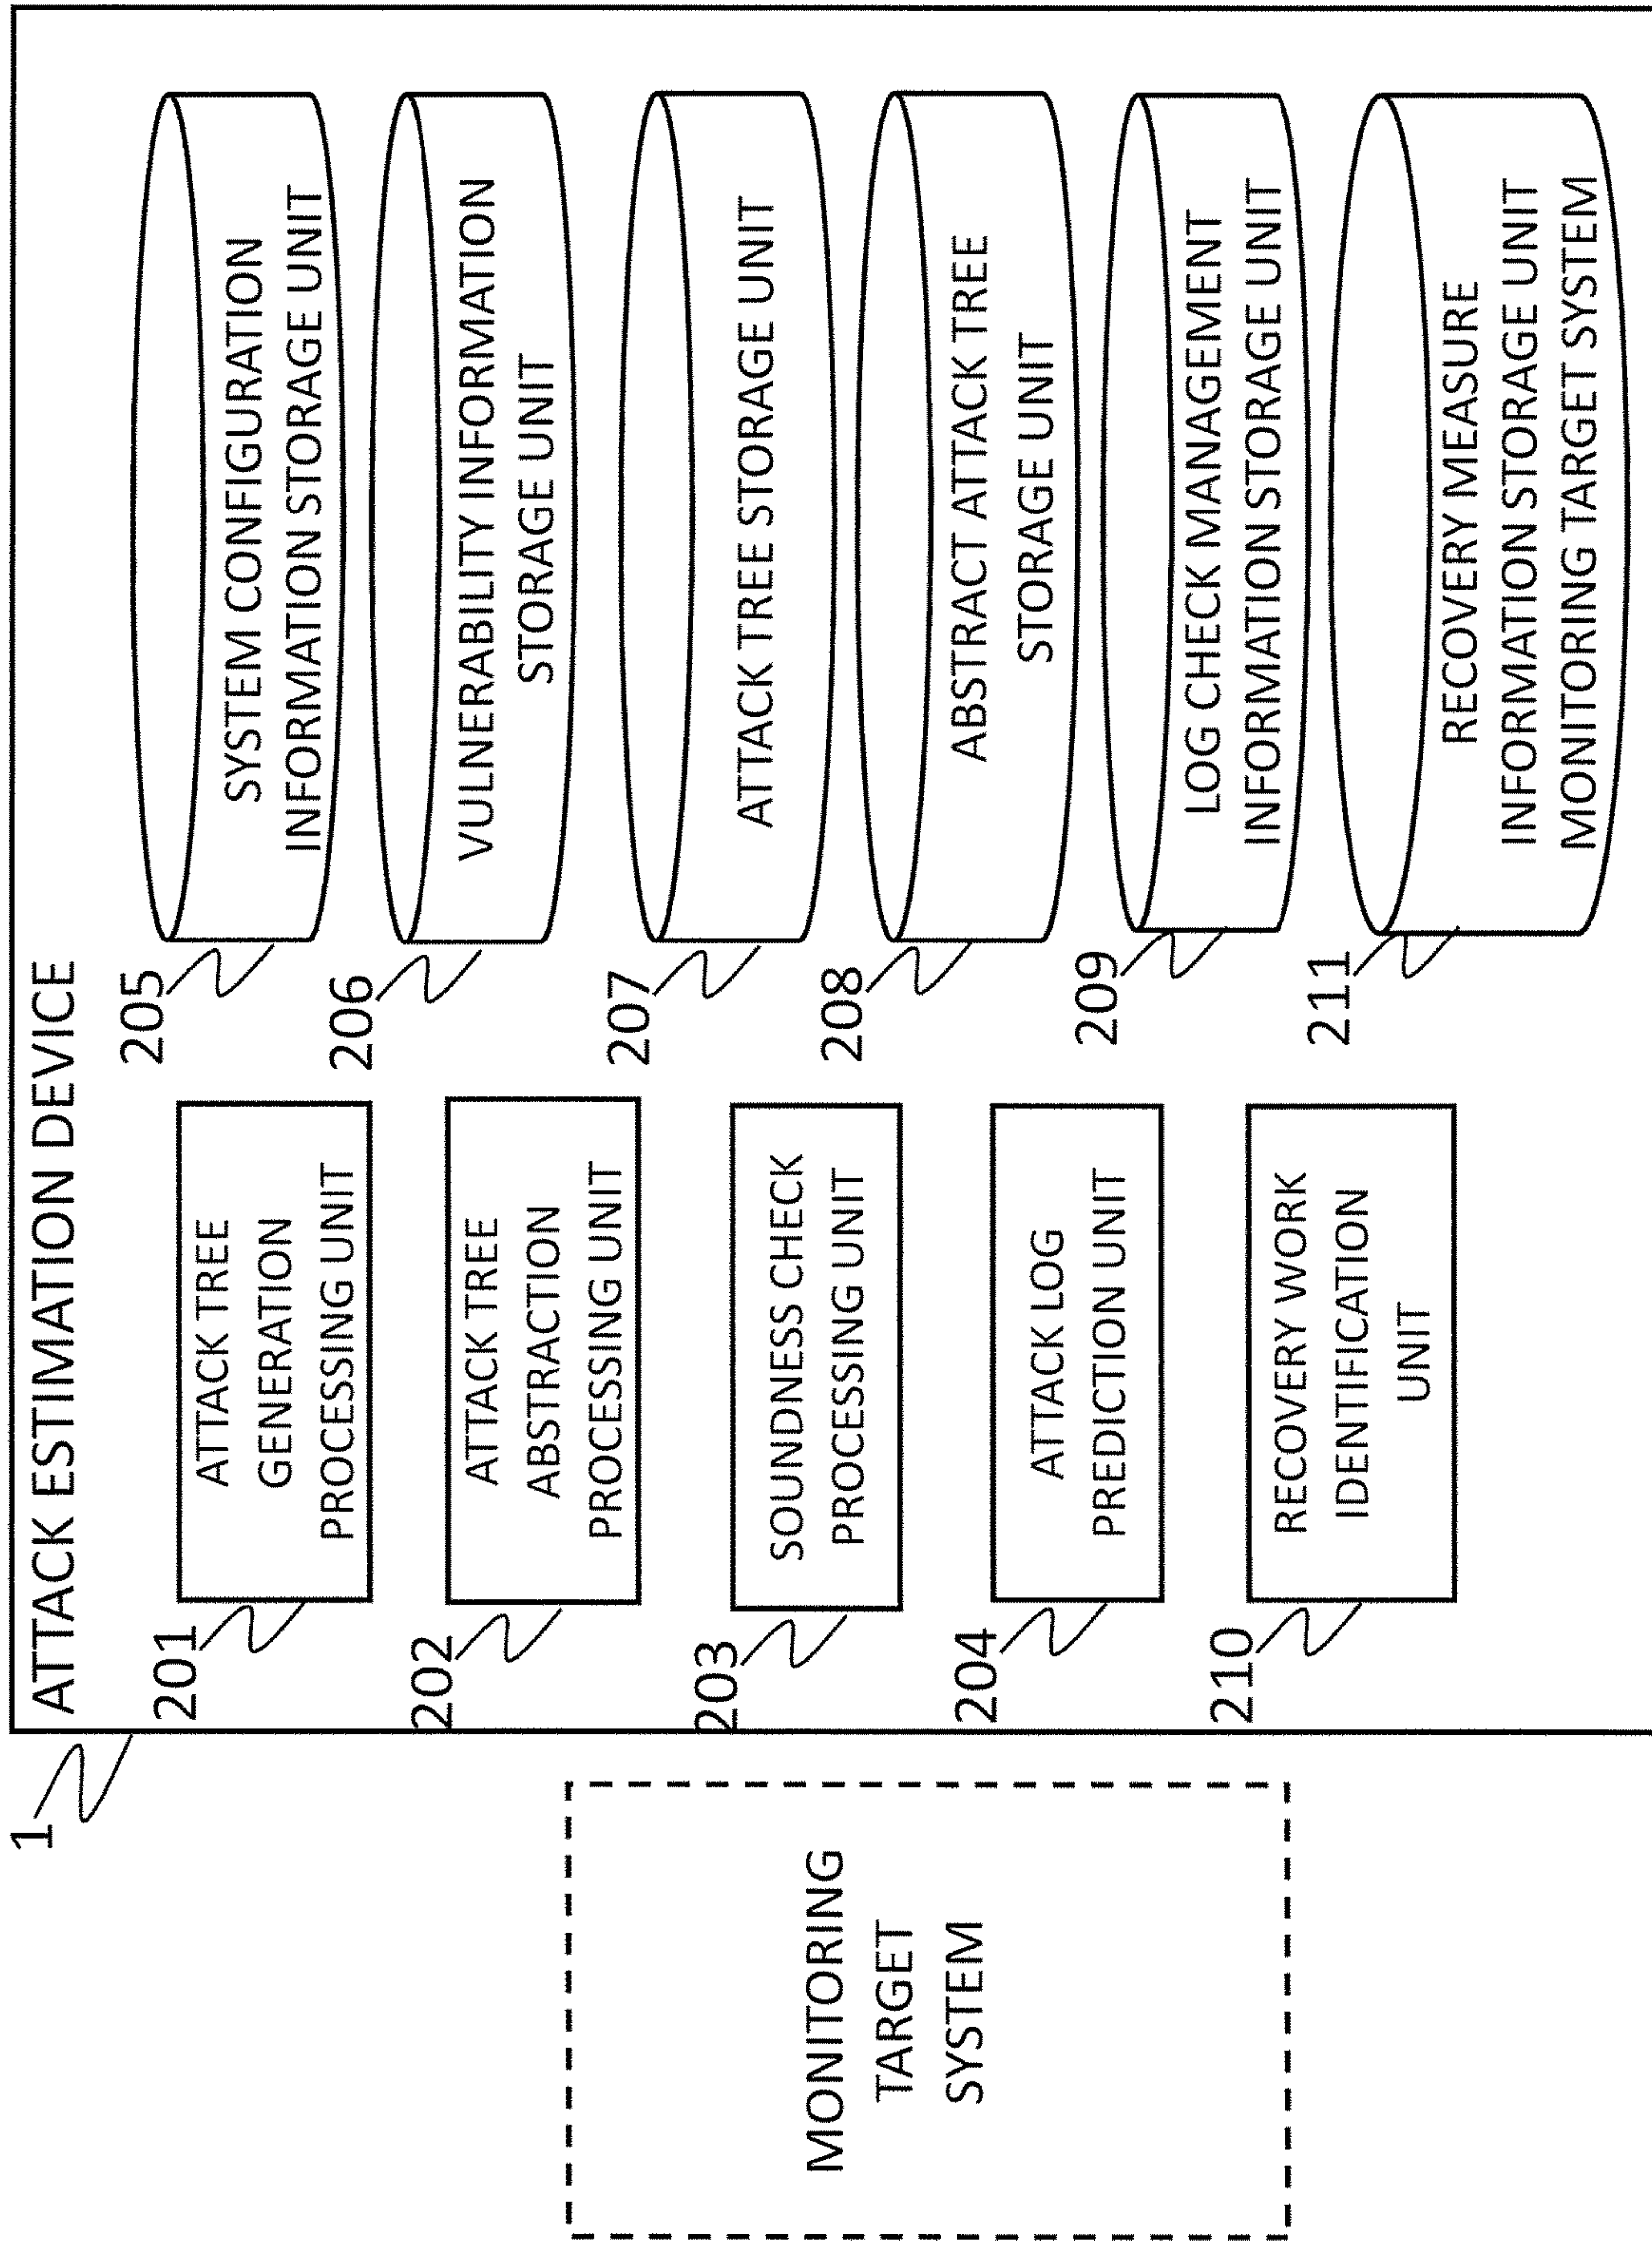 1
ATTACK ESTIMATION DEVICE
MONITORING
TARGET
SYSTEM
201
ATTACK TREE
GENERATION
PROCESSING UNIT
202
ATTACK TREE
ABSTRACTION
PROCESSING UNIT
203
SOUNDNESS CHECK
PROCESSING UNIT
204
ATTACK LOG
PREDICTION UNIT
210
RECOVERY WORK
IDENTIFICATION
UNIT
205
SYSTEM CONFIGURATION
INFORMATION STORAGE UNIT
206
VULNERABILITY INFORMATION
STORAGE UNIT
207
ATTACK TREE STORAGE UNIT
208
ABSTRACT ATTACK TREE
STORAGE UNIT
209
LOG CHECK MANAGEMENT
INFORMATION STORAGE UNIT
211
RECOVERY MEASURE
INFORMATION STORAGE UNIT
MONITORING TARGET SYSTEM